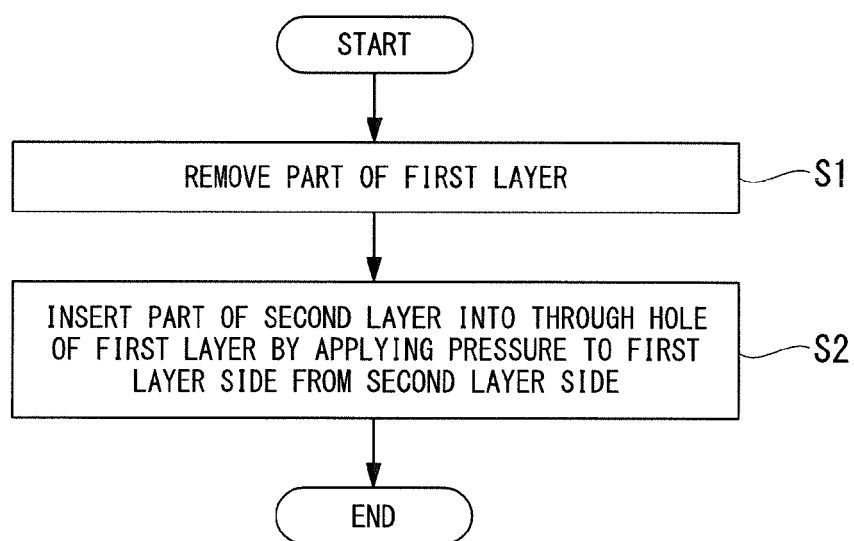 START
REMOVE PART OF FIRST LAYER
S1
INSERT PART OF SECOND LAYER INTO THROUGH HOLE
OF FIRST LAYER BY APPLYING PRESSURE TO FIRST
LAYER SIDE FROM SECOND LAYER SIDE
S2
END